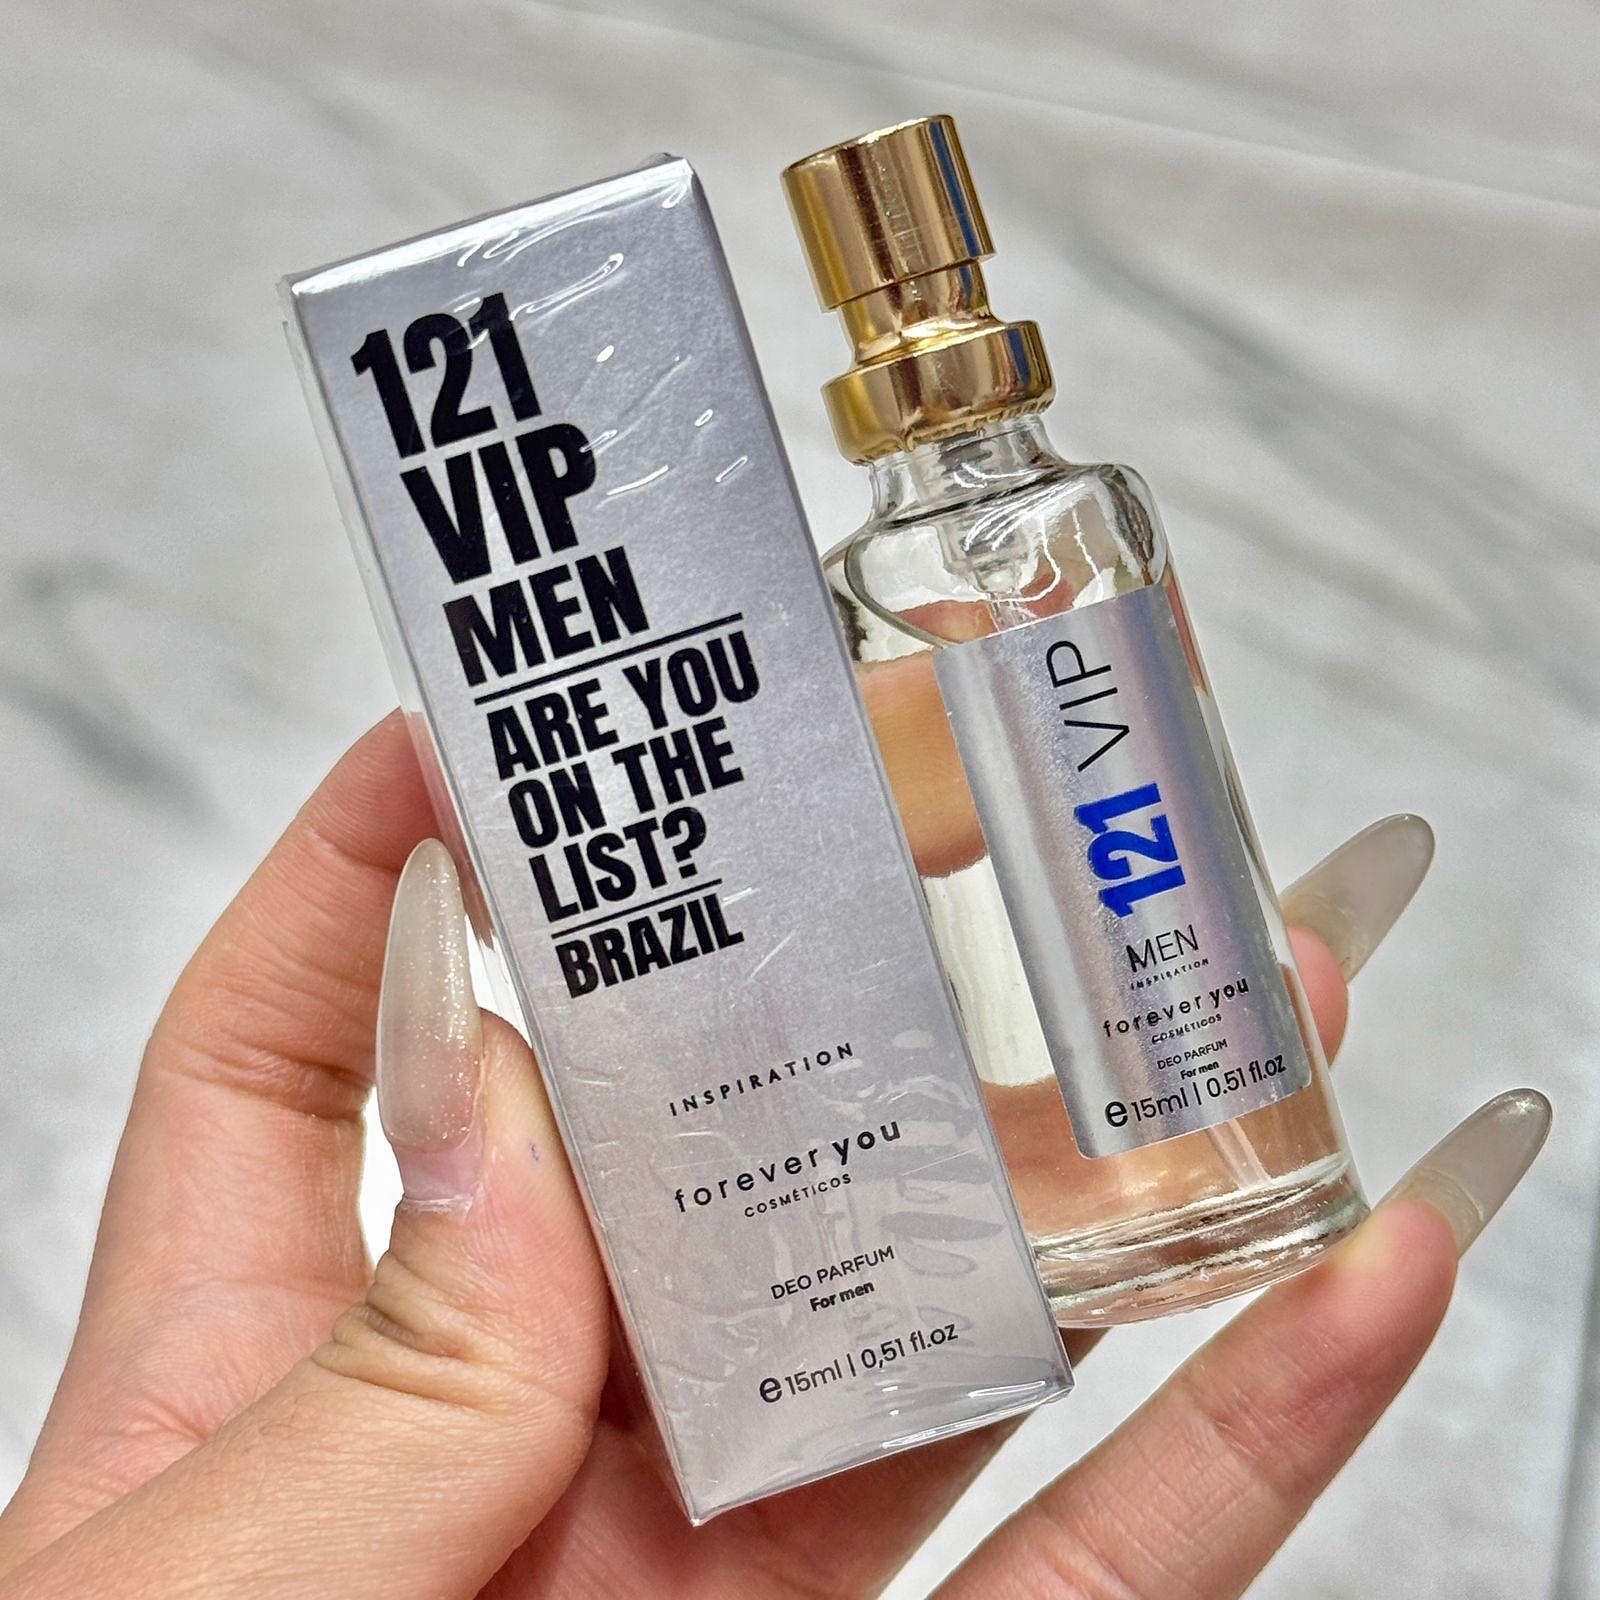 121
VIP
MEN
ARE YOU
ON THE
LIST?
BRAZIL
INSPIRATION
forever you
COSMÉTICOS
DEO PARFUM
For men
e 15ml | 0,51 fl.oz
121 VIP
MEN
INSPIRATION
forever you
COSMÉTICOS
DEO PARFUM
For men
e 15ml | 0.51 fl.oz